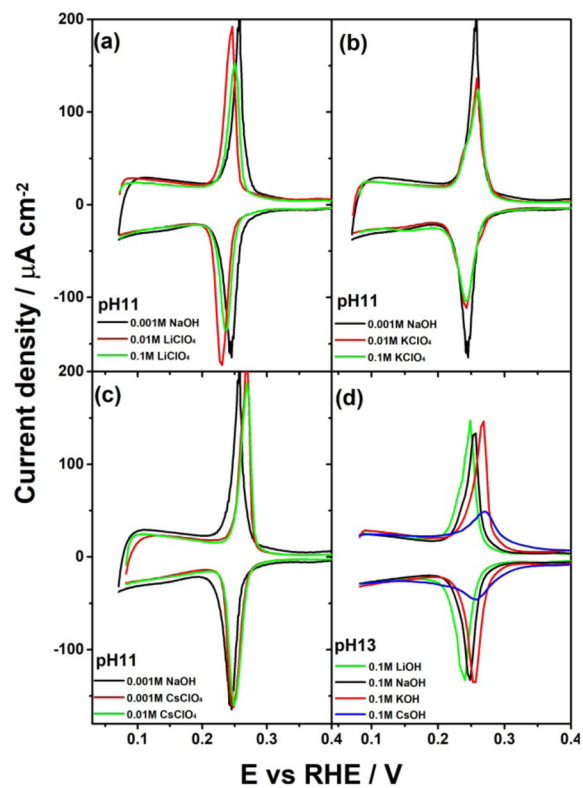 (a)
200
100
0
-100
pH11
0.001M NaOH
0.01M LiClO₄
0.1M LiClO₄
(b)
pH11
0.001M NaOH
0.01M KClO₄
0.1M KClO₄
(c)
200
100
0
-100
pH11
0.001M NaOH
0.001M CsClO₄
0.01M CsClO₄
0.1 0.2 0.3 0.4
(d)
pH13
0.1M LiOH
0.1M NaOH
0.1M KOH
0.1M CsOH
0.1 0.2 0.3 0.4
Current density / µA cm⁻²
E vs RHE / V